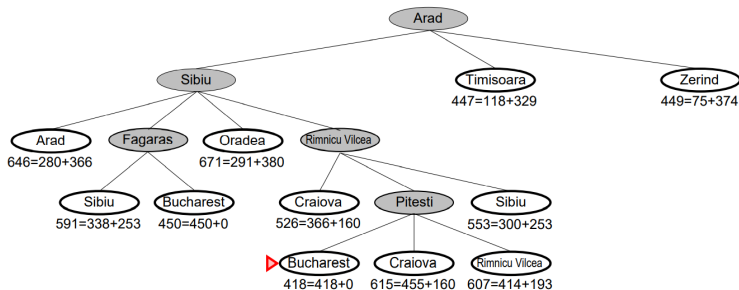 Arad
Sibiu
Timisoara
Zerind
447=118+329
449=75+374
Arad
Fagaras
Oradea
Rimnicu Vilcea
646=280+366
671=291+380
Sibiu
Bucharest
Craiova
Pitesti
Sibiu
591=338+253
450=450+0
526=366+160
553=300+253
Bucharest
Craiova
Rimnicu Vilcea
418=418+0
615=455+160
607=414+193